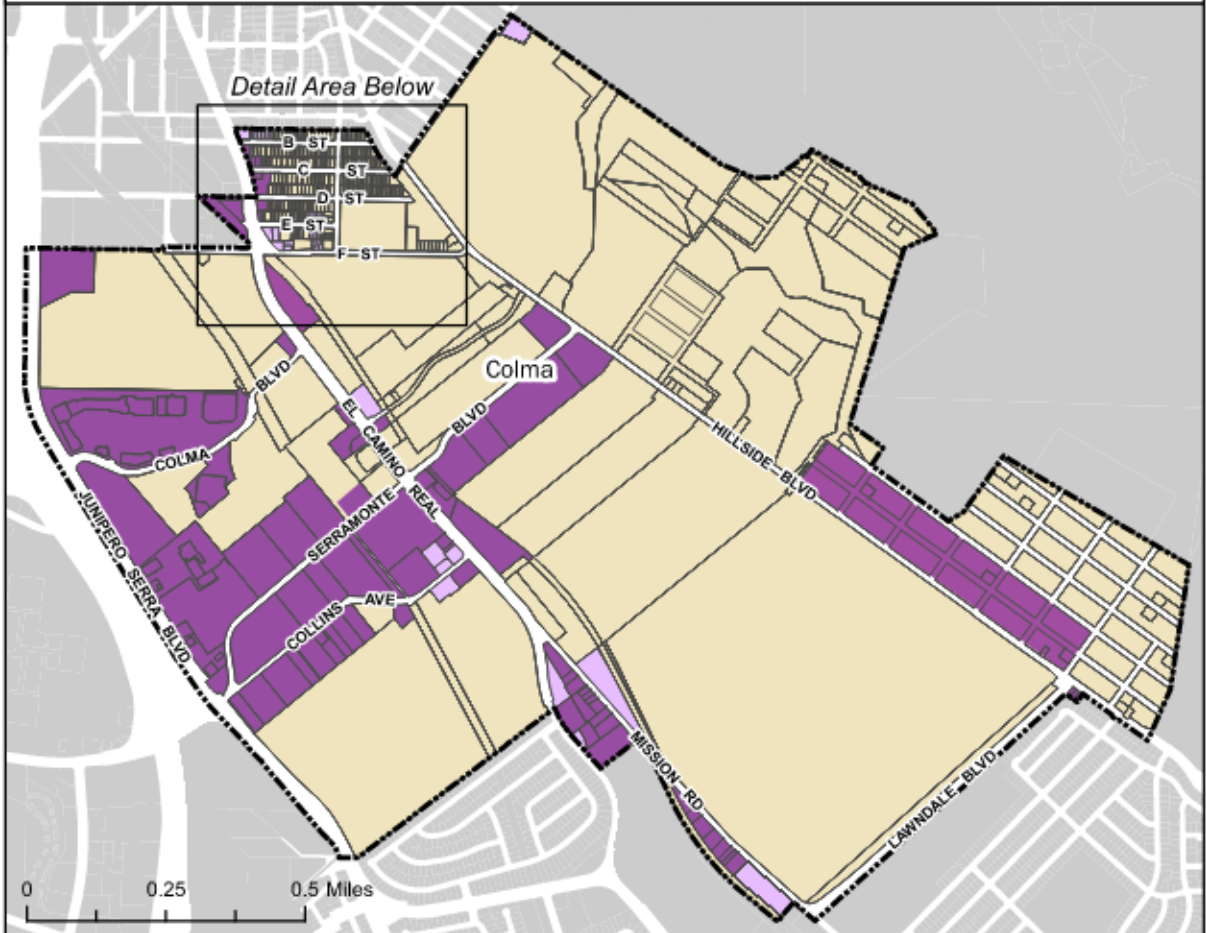 Detail Area Below
B ST
C ST
D ST
E ST
F ST
Colma
COLMA BLVD
EL CAMINO REAL
SERRAMONTE BLVD
HILLSIDE BLVD
JUNIPERO SERRA BLVD
COLLINS AVE
MISSION RD
LAWNDALE BLVD
0 0.25 0.5 Miles